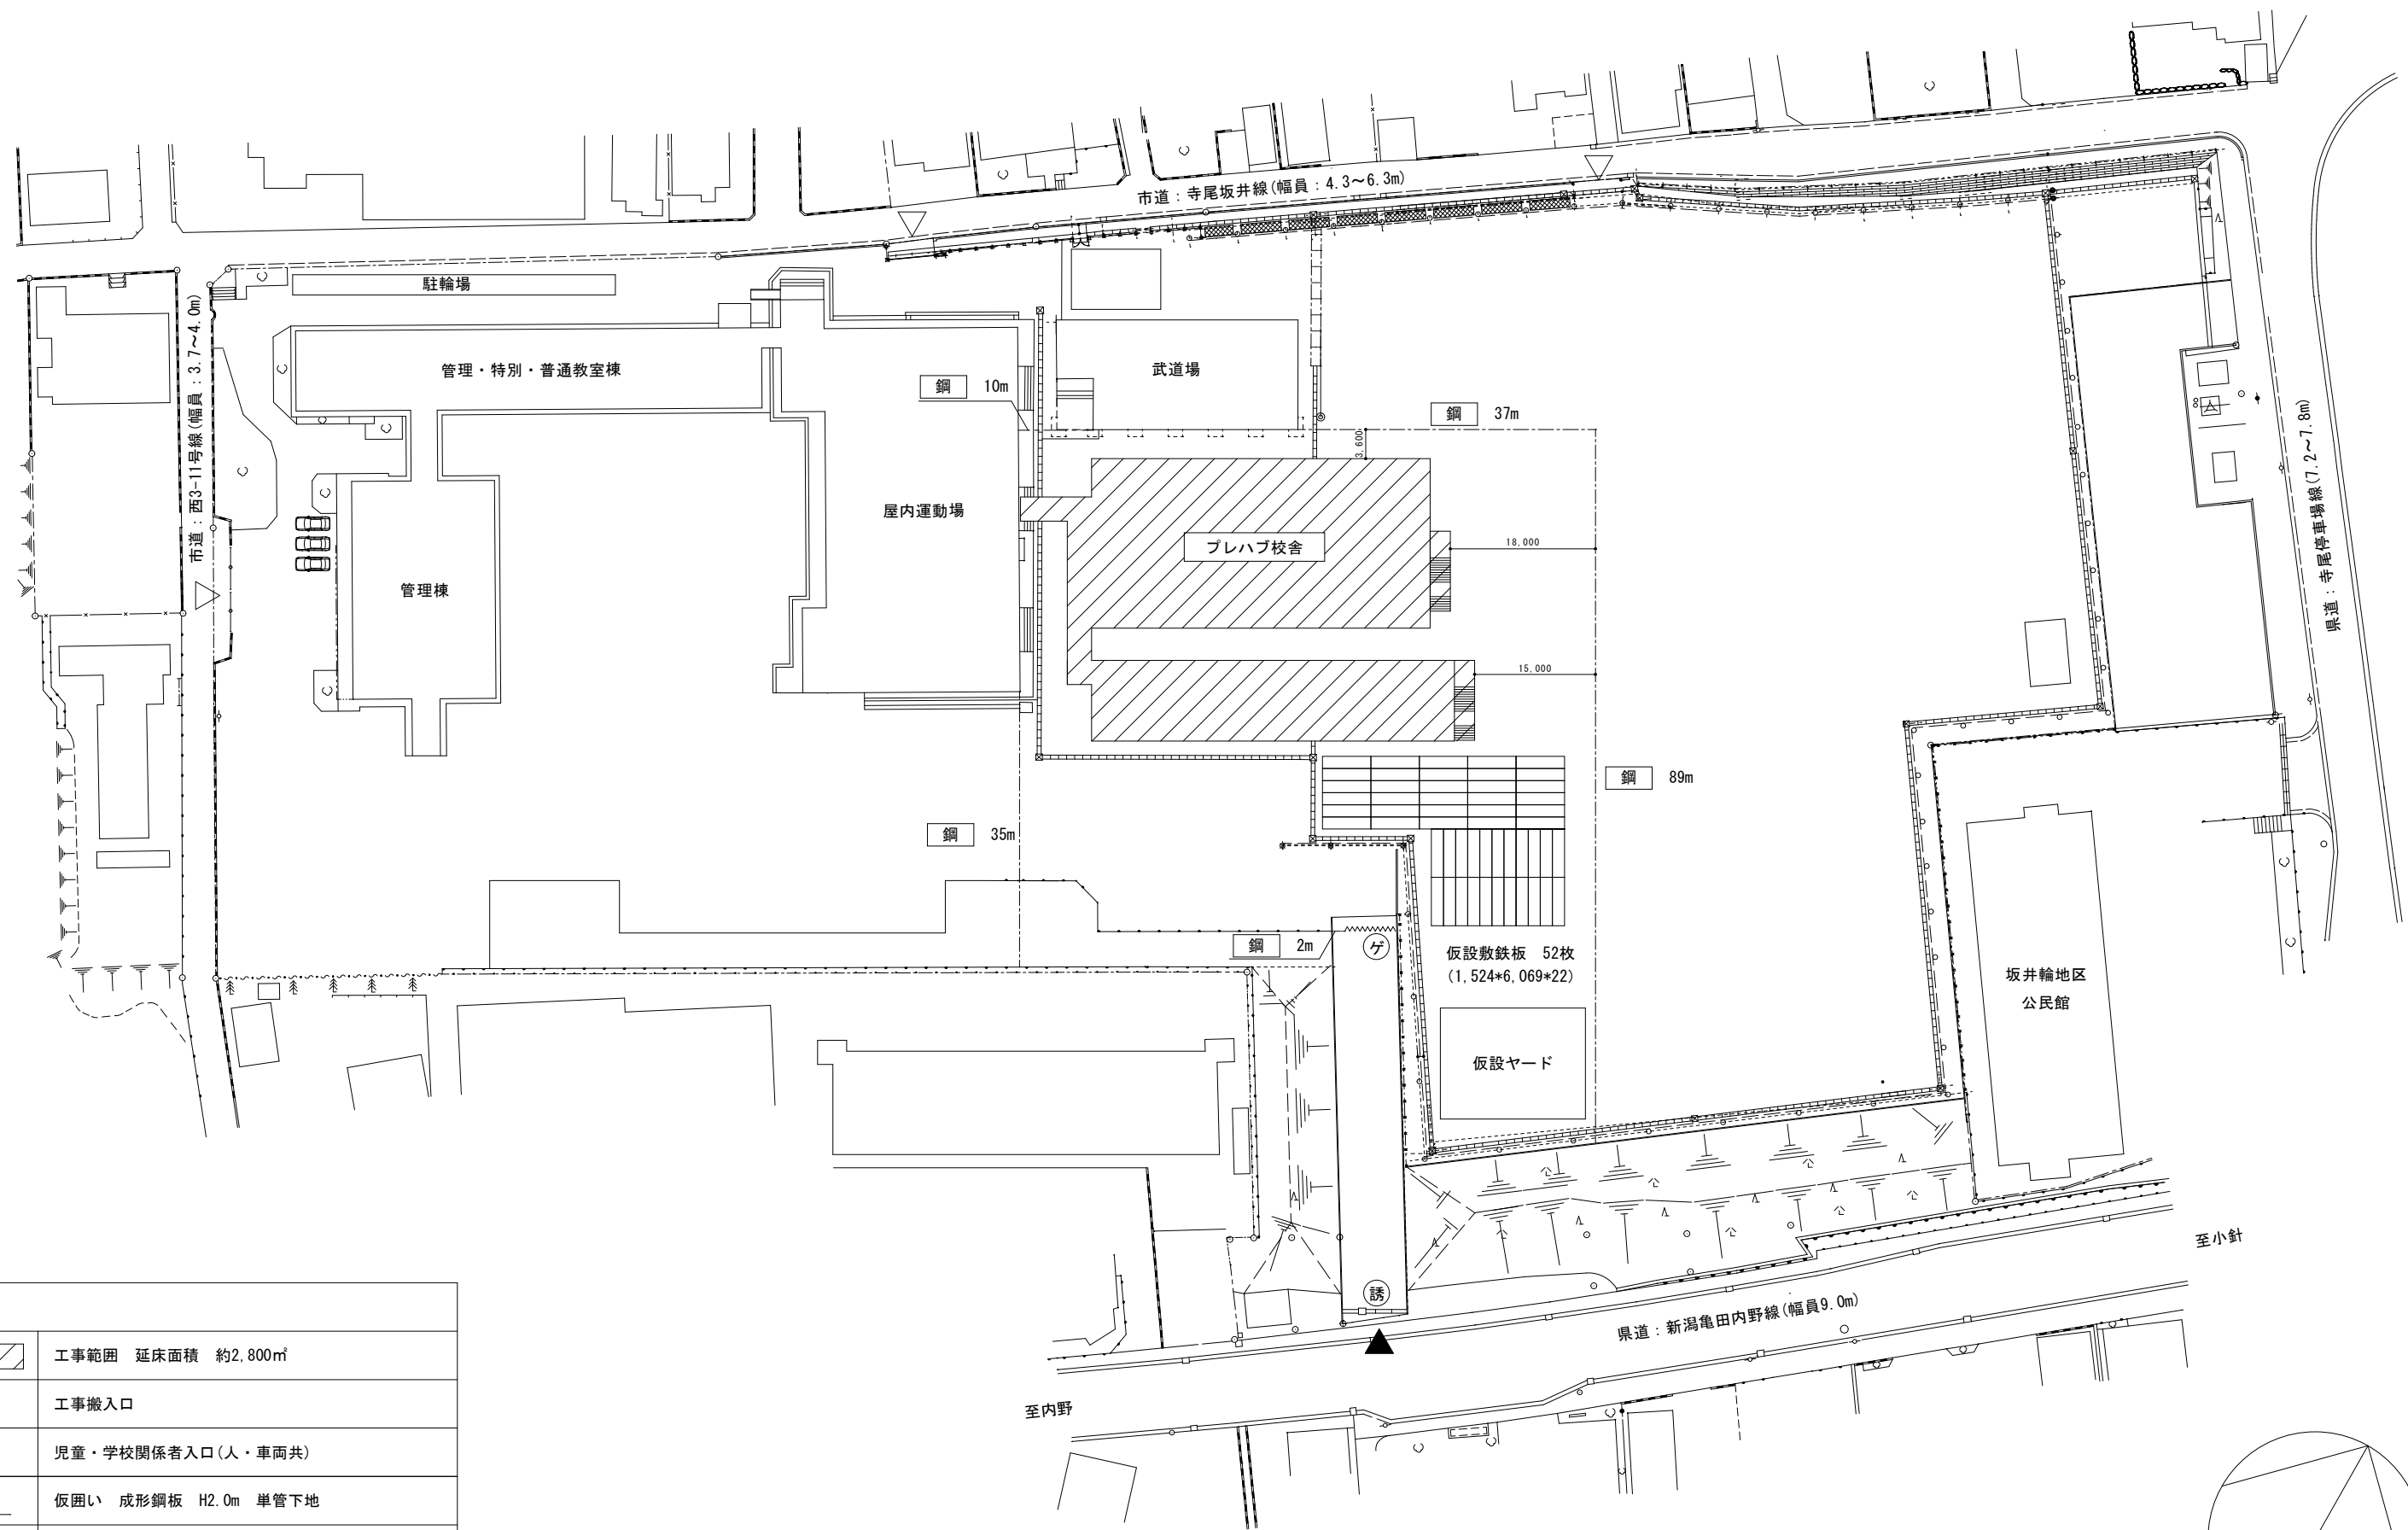 市道：寺尾坂井線(幅員：4.3～6.3m)
駐輪場
市道：西3-11号線(幅員：3.7～4.0m)
管理・特別・普通教室棟
武道場
鋼 10m
鋼 37m
3,600
県道：寺尾停車場線(7.2～7.8m)
屋内運動場
プレハブ校舎
18,000
管理棟
15,000
鋼 89m
鋼 35m
鋼 2m
ゲ
仮設敷鉄板 52枚
(1,524*6,069*22)
坂井輪地区
公民館
仮設ヤード
至小針
誘
県道：新潟亀田内野線(幅員9.0m)
至内野
工事範囲 延床面積 約2,800㎡
工事搬入口
児童・学校関係者入口(人・車両共)
仮囲い 成形鋼板 H2.0m 単管下地